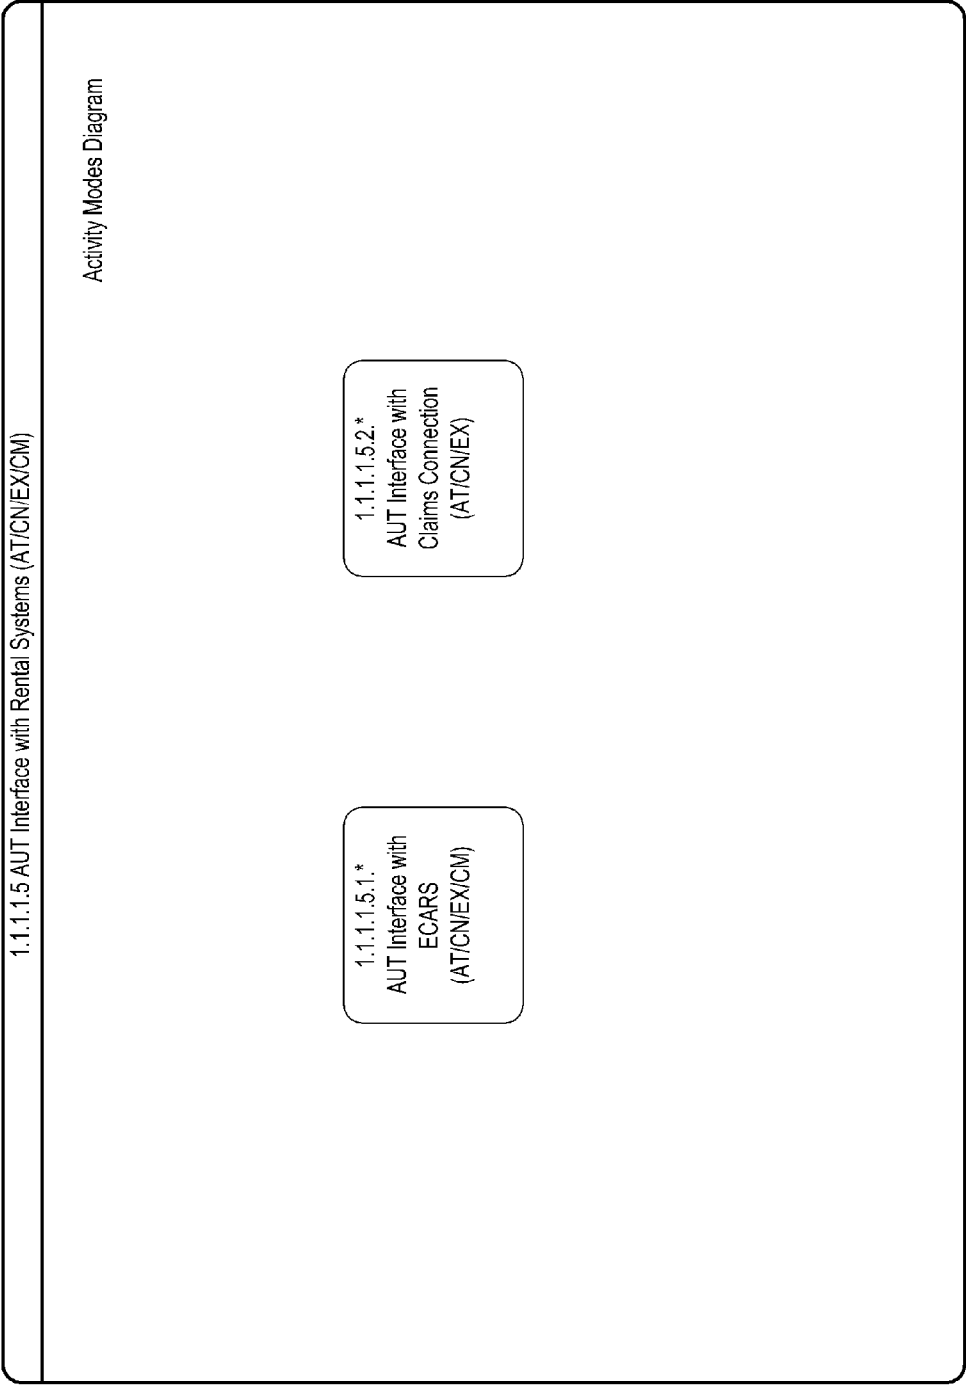 1.1.1.1.5 AUT Interface with Rental Systems (AT/CN/EX/CM)
Activity Modes Diagram
1.1.1.1.5.1.*
AUT Interface with
ECARS
(AT/CN/EX/CM)
1.1.1.1.5.2.*
AUT Interface with
Claims Connection
(AT/CN/EX)